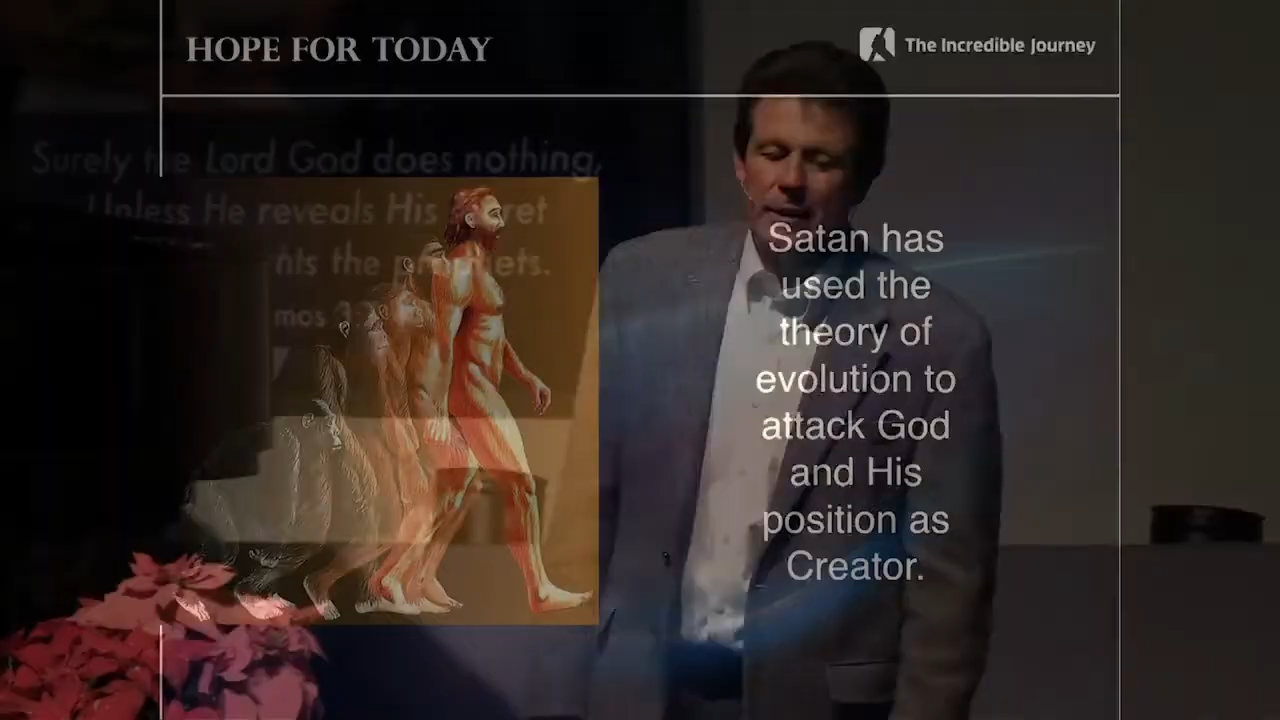 HOPE FOR TODAY
The Incredible Journey
Surely the Lord God does nothing,
Unless He reveals His
the
Satan has
used the
theory of
evolution to
attack God
and His
position as
Creator.